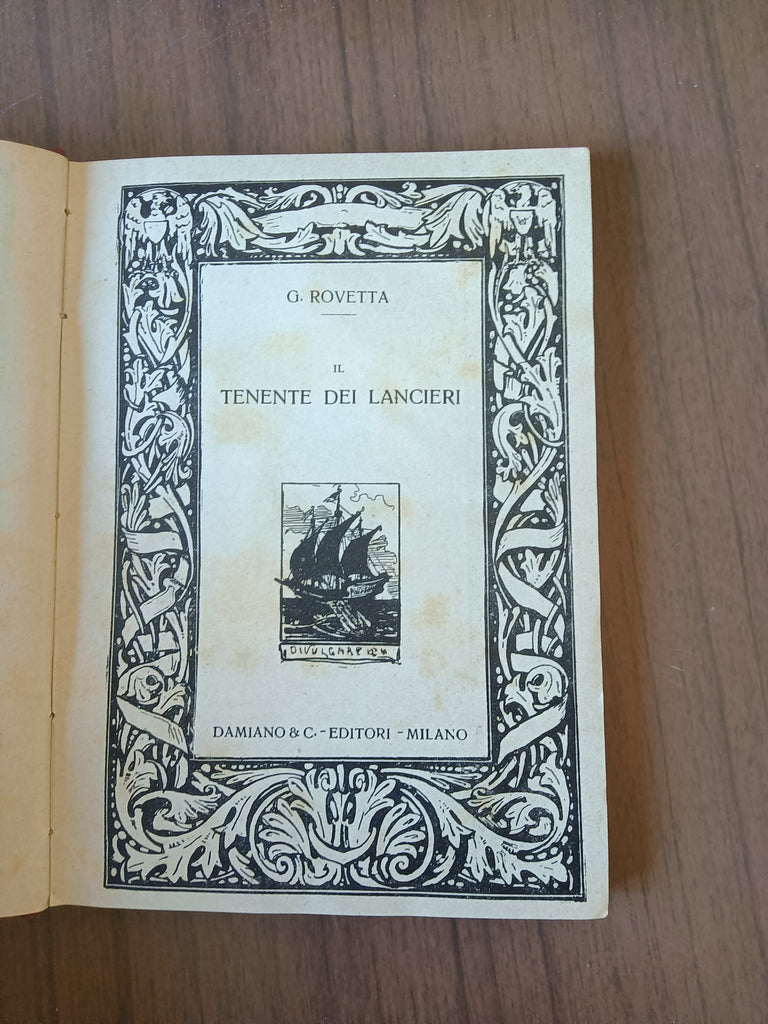 G. ROVETTA
IL
TENENTE DEI LANCIERI
DAMIANO & C. - EDITORI - MILANO